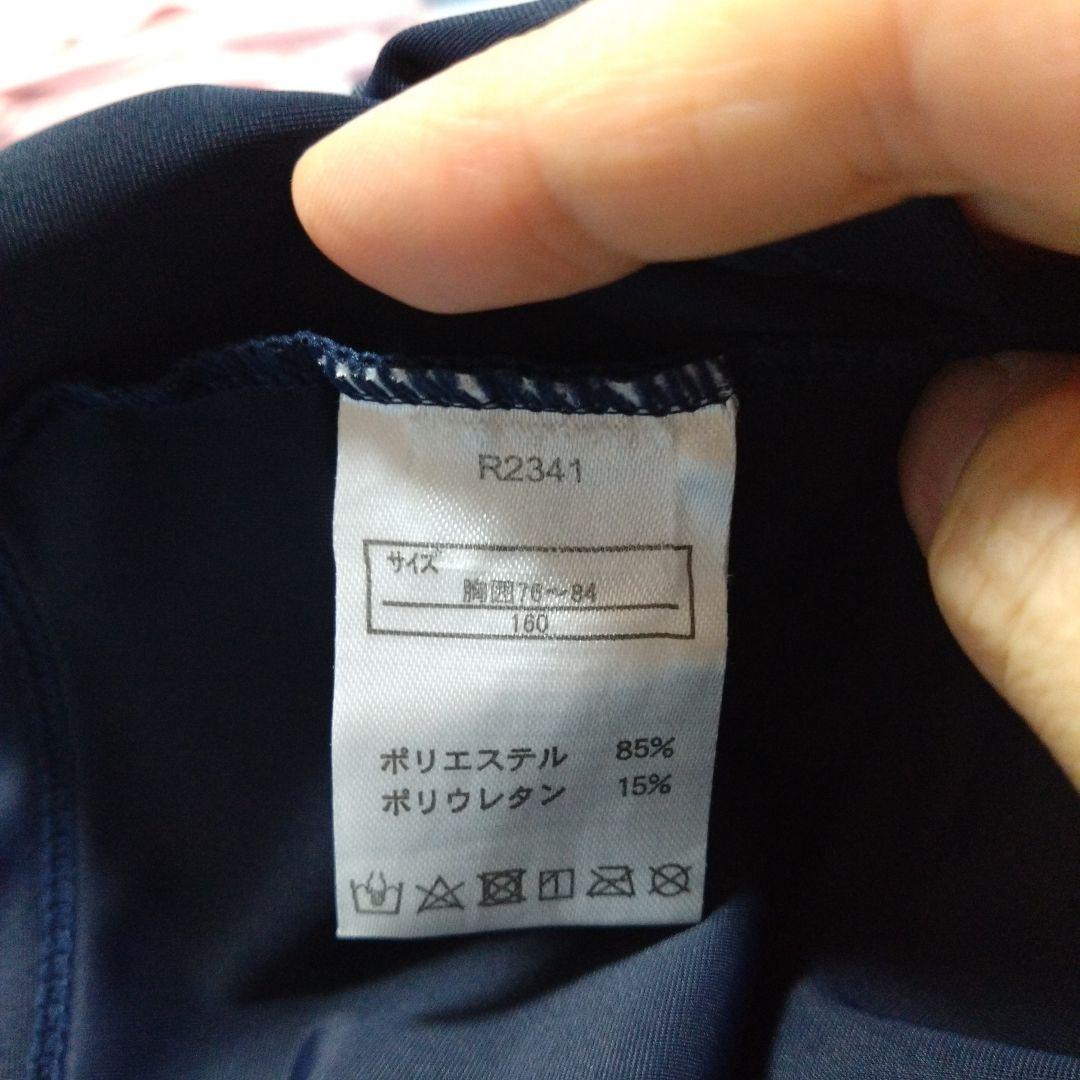 R2341
サイズ
胸囲76～84
160
ポリエステル 85%
ポリウレタン 15%